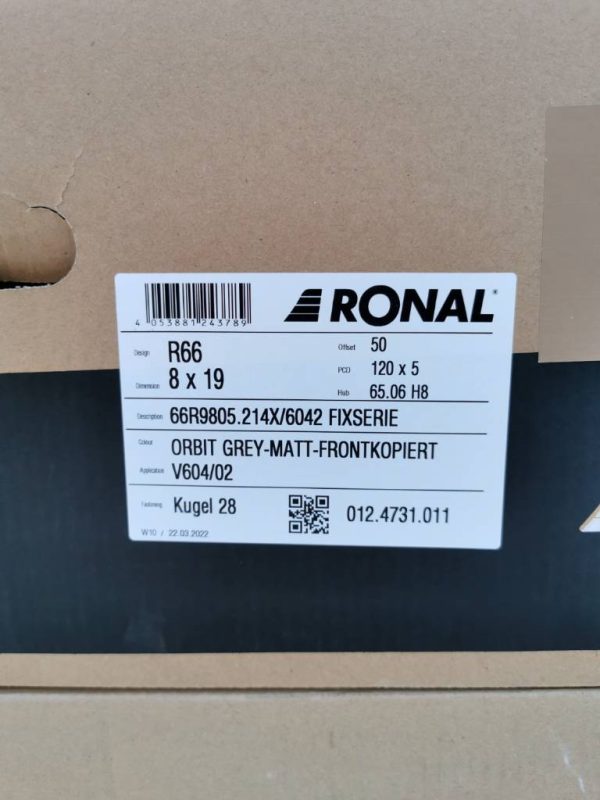 4 053881 243789
RONAL®
Design R66
Offset 50
PCD 120 x 5
Dimension 8 x 19
Hub 65.06 H8
Description 66R9805.214X/6042 FIXSERIE
Colour ORBIT GREY-MATT-FRONTKOPIERT
Application V604/02
Fastening Kugel 28
012.4731.011
W10 / 22.03.2022